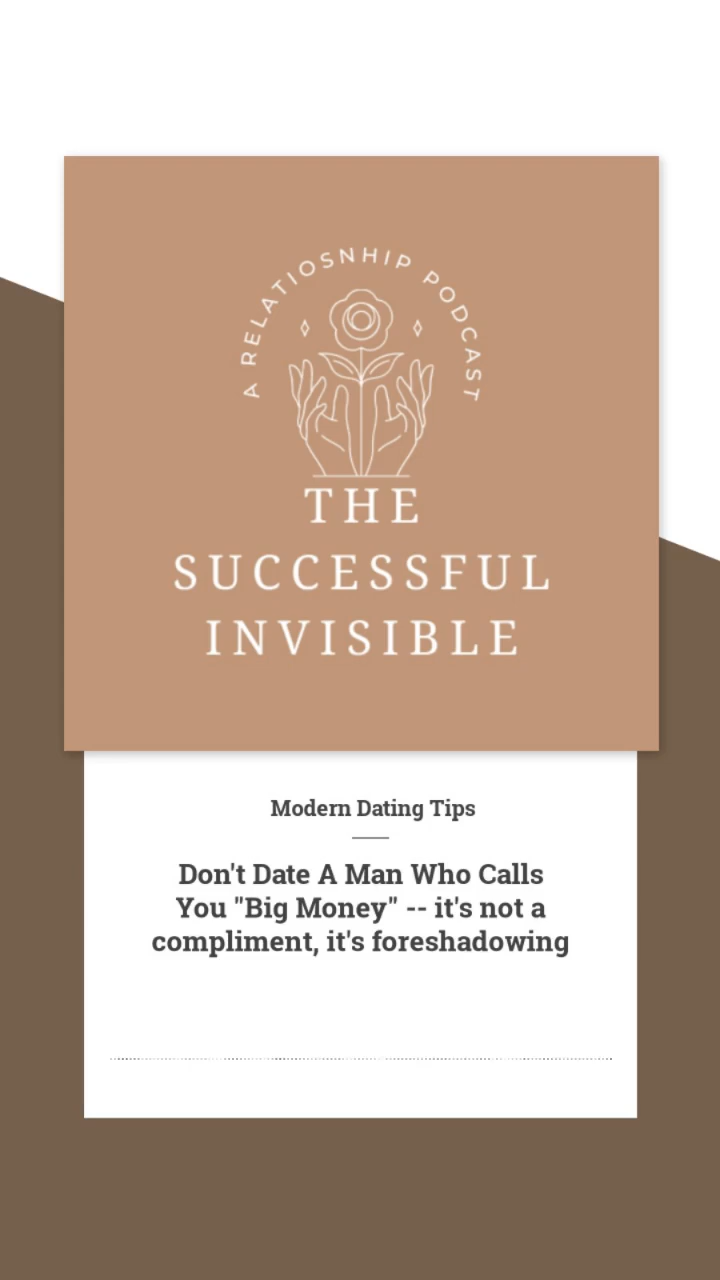 A RELATIOSNHIP PODCAST
THE
SUCCESSFUL
INVISIBLE
Modern Dating Tips
Don't Date A Man Who Calls
You "Big Money" -- it's not a
compliment, it's foreshadowing